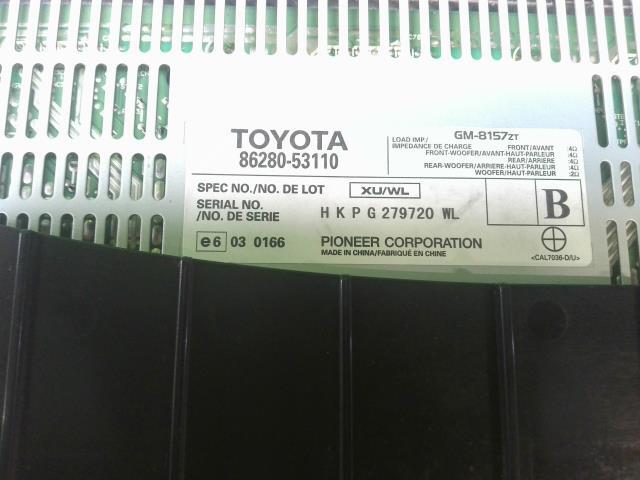 TOYOTA
86280-53110
GM-8157ZT
LOAD IMP./
IMPEDANCE DE CHARGE
FRONT/AVANT :4Ω
FRONT-WOOFER/AVANT-HAUT-PARLEUR :4Ω
REAR/ARRIERE :4Ω
REAR-WOOFER/ARRIERE-HAUT-PARLEUR :4Ω
WOOFER/HAUT-PARLEUR :2Ω
SPEC NO./NO. DE LOT XU/WL
SERIAL NO.
/NO. DE SERIE H K P G 279720 WL
B
e6 03 0166 PIONEER CORPORATION
MADE IN CHINA/FABRIQUÉ EN CHINE
<CAL7036-D/U>